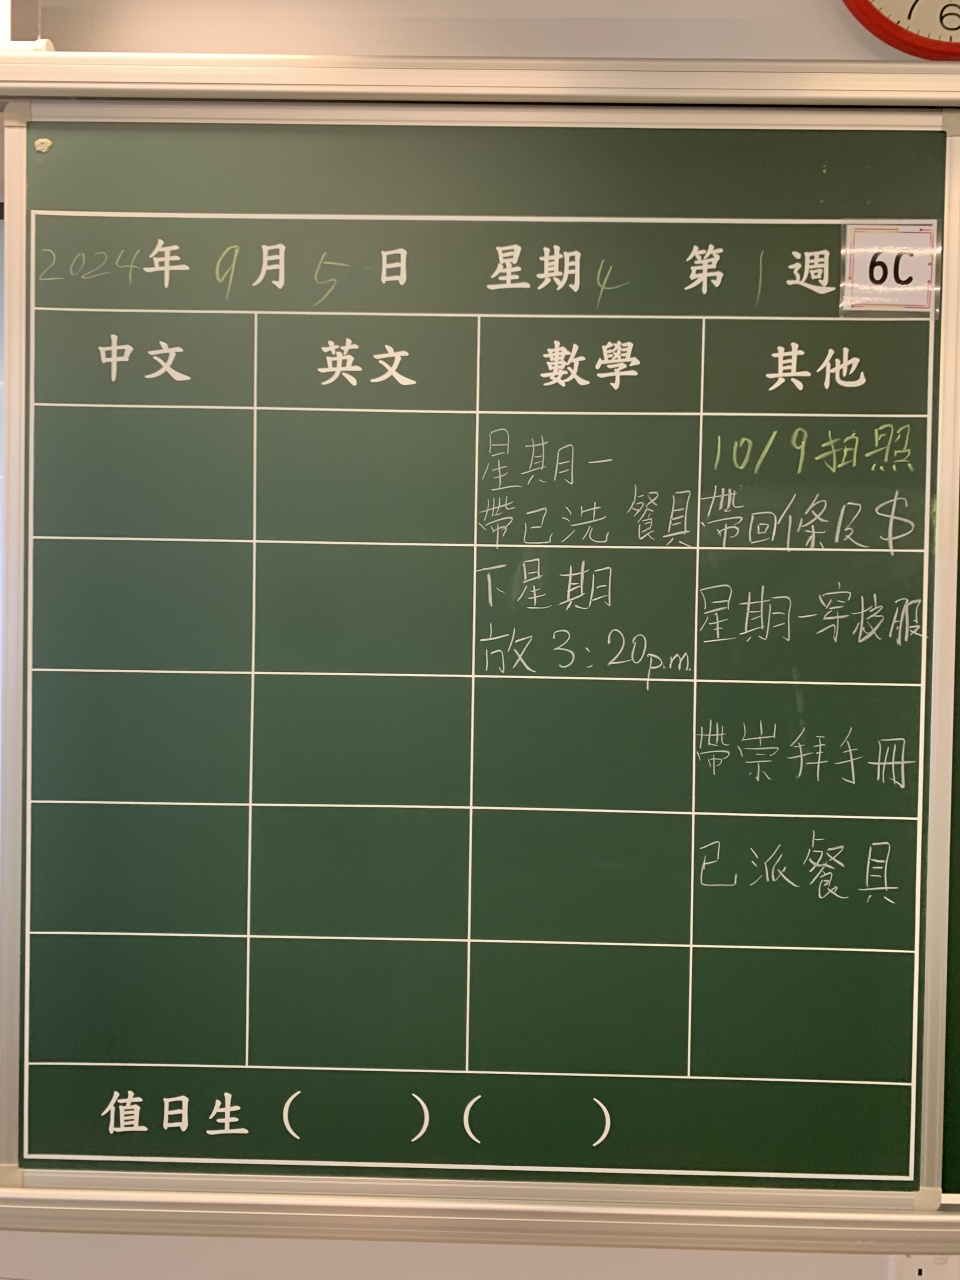 7 6
2024年 9月 5日 星期4 第1週 6C
中文 英文 數學 其他
星期一
帶已洗 餐具
下星期
放 3:20p.m.
10/9拍照
帶回條及$
星期一穿校服
帶崇拜手冊
已派餐具
值日生（ ）（ ）